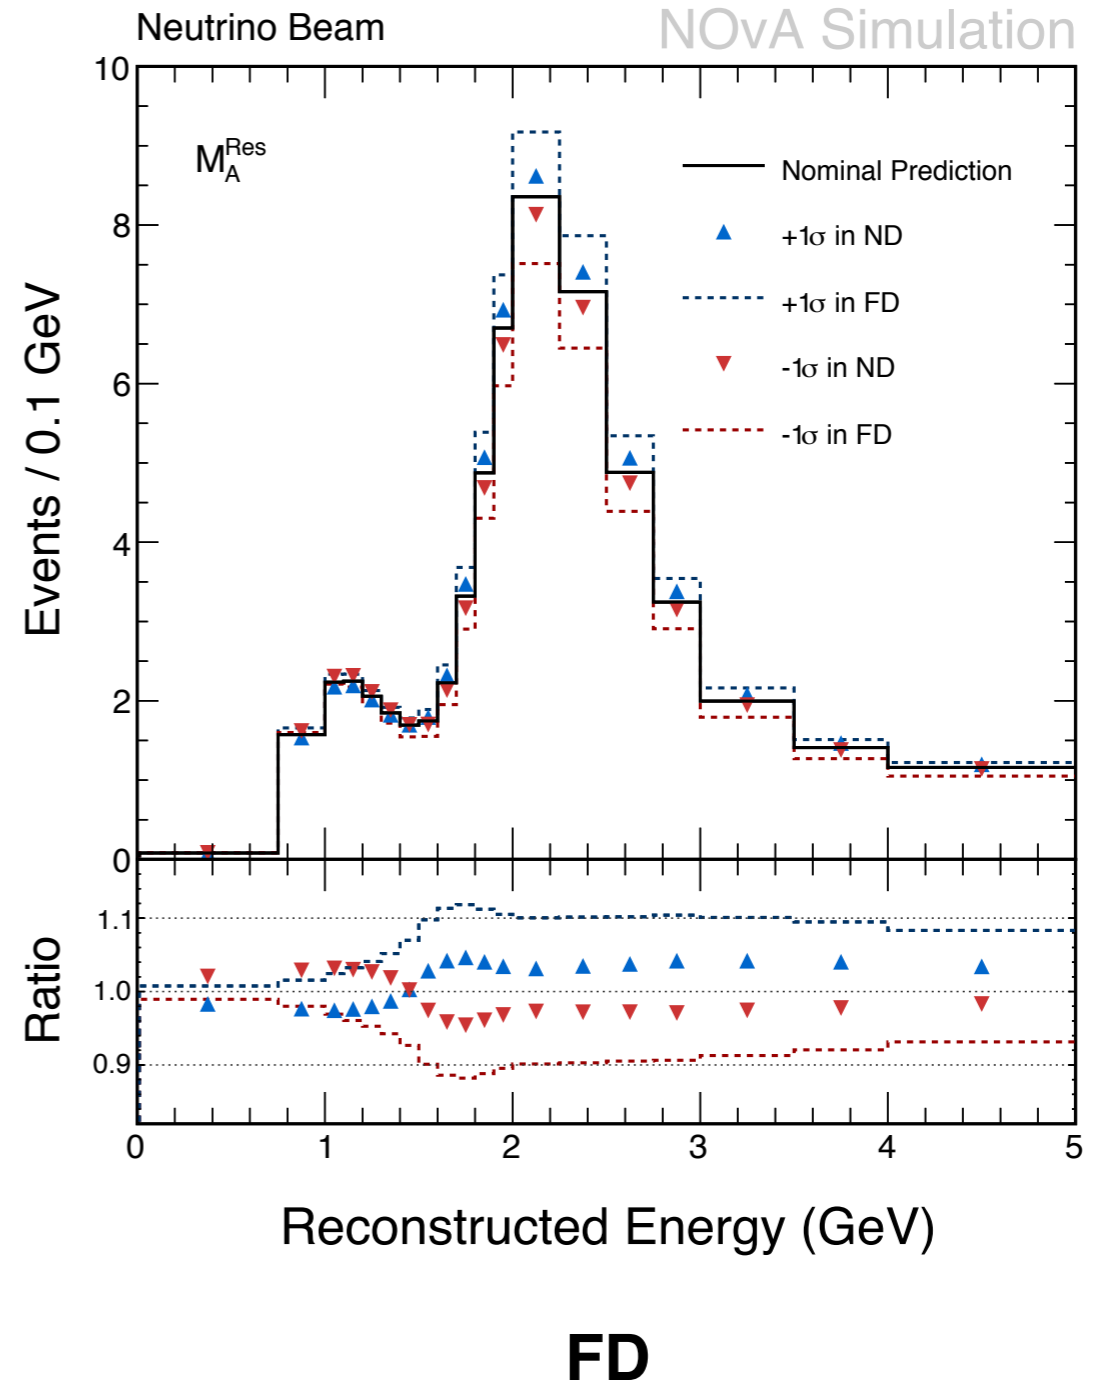 Neutrino Beam
NOvA Simulation
10
8
6
4
2
0
Events / 0.1 GeV
M_A^Res
Nominal Prediction
+1σ in ND
+1σ in FD
-1σ in ND
-1σ in FD
1.1
1.0
0.9
Ratio
0 1 2 3 4 5
Reconstructed Energy (GeV)
FD